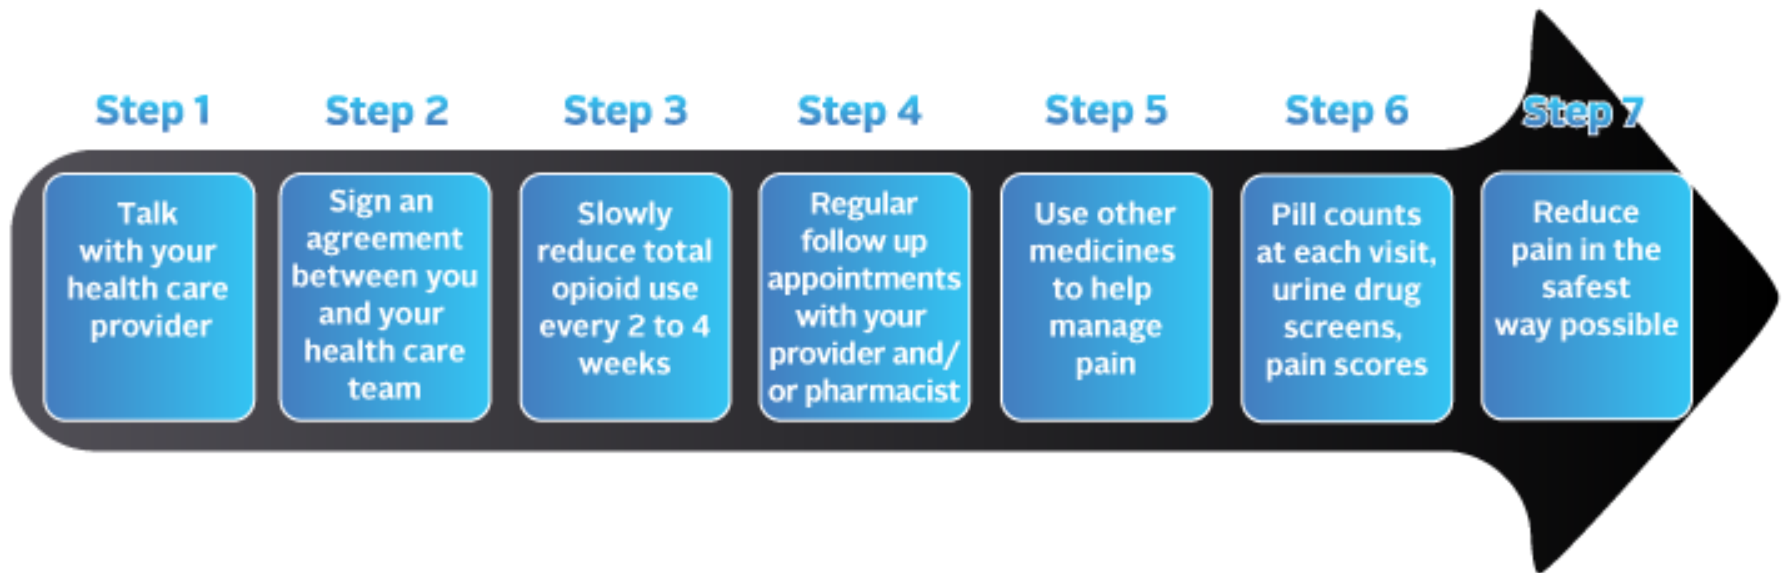 Step 1
Talk
with your
health care
provider
Step 2
Sign an
agreement
between you
and your
health care
team
Step 3
Slowly
reduce total
opioid use
every 2 to 4
weeks
Step 4
Regular
follow up
appointments
with your
provider and/
or pharmacist
Step 5
Use other
medicines
to help
manage
pain
Step 6
Pill counts
at each visit,
urine drug
screens,
pain scores
Step 7
Reduce
pain in the
safest
way possible